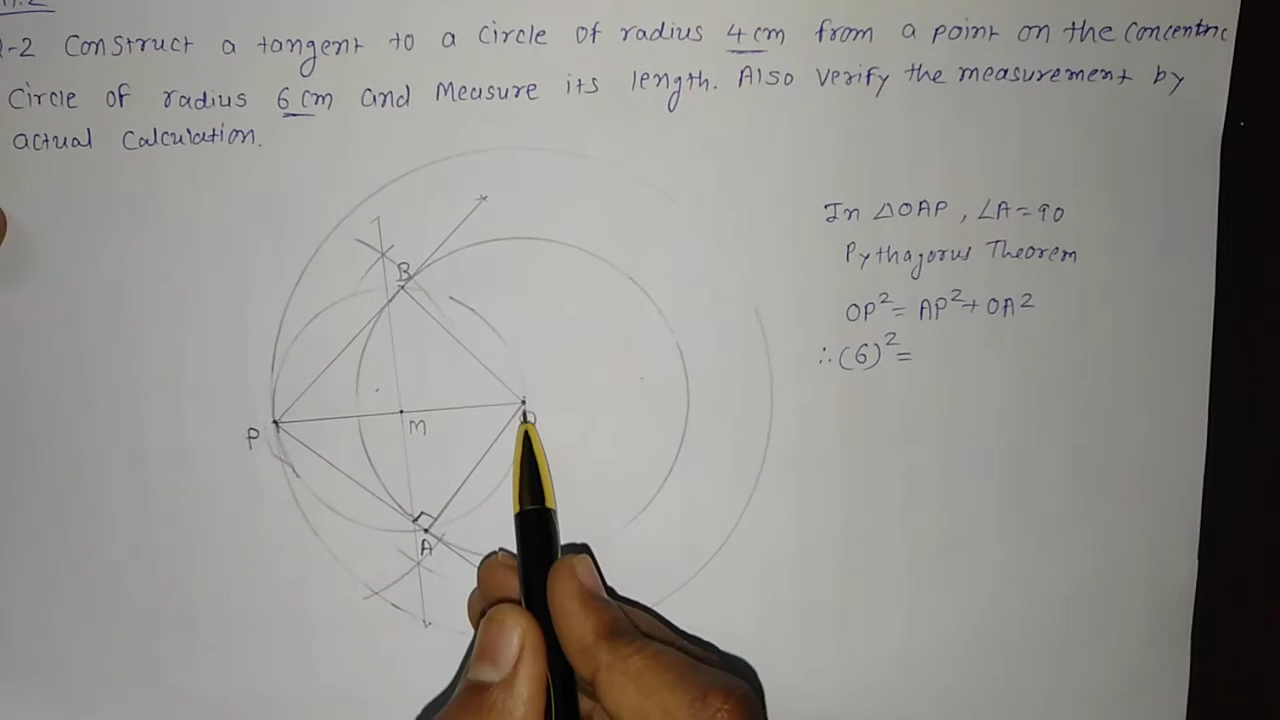 -2 Construct a tangent to a circle of radius 4 cm from a point on the concentric
Circle of radius 6 cm and Measure its length. Also verify the measurement by
actual Calculation.
In △OAP, ∠A=90
Pythagorus Theorem
OP²= AP²+OA²
∴(6)²=
B
P
M
O
A